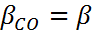 β_CO = β